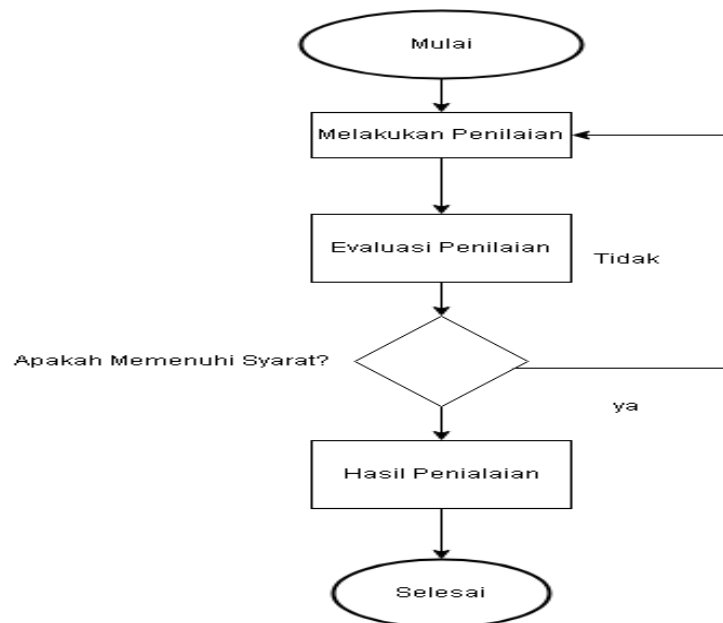 Mulai
Melakukan Penilaian
Evaluasi Penilaian
Tidak
Apakah Memenuhi Syarat?
ya
Hasil Penialaian
Selesai